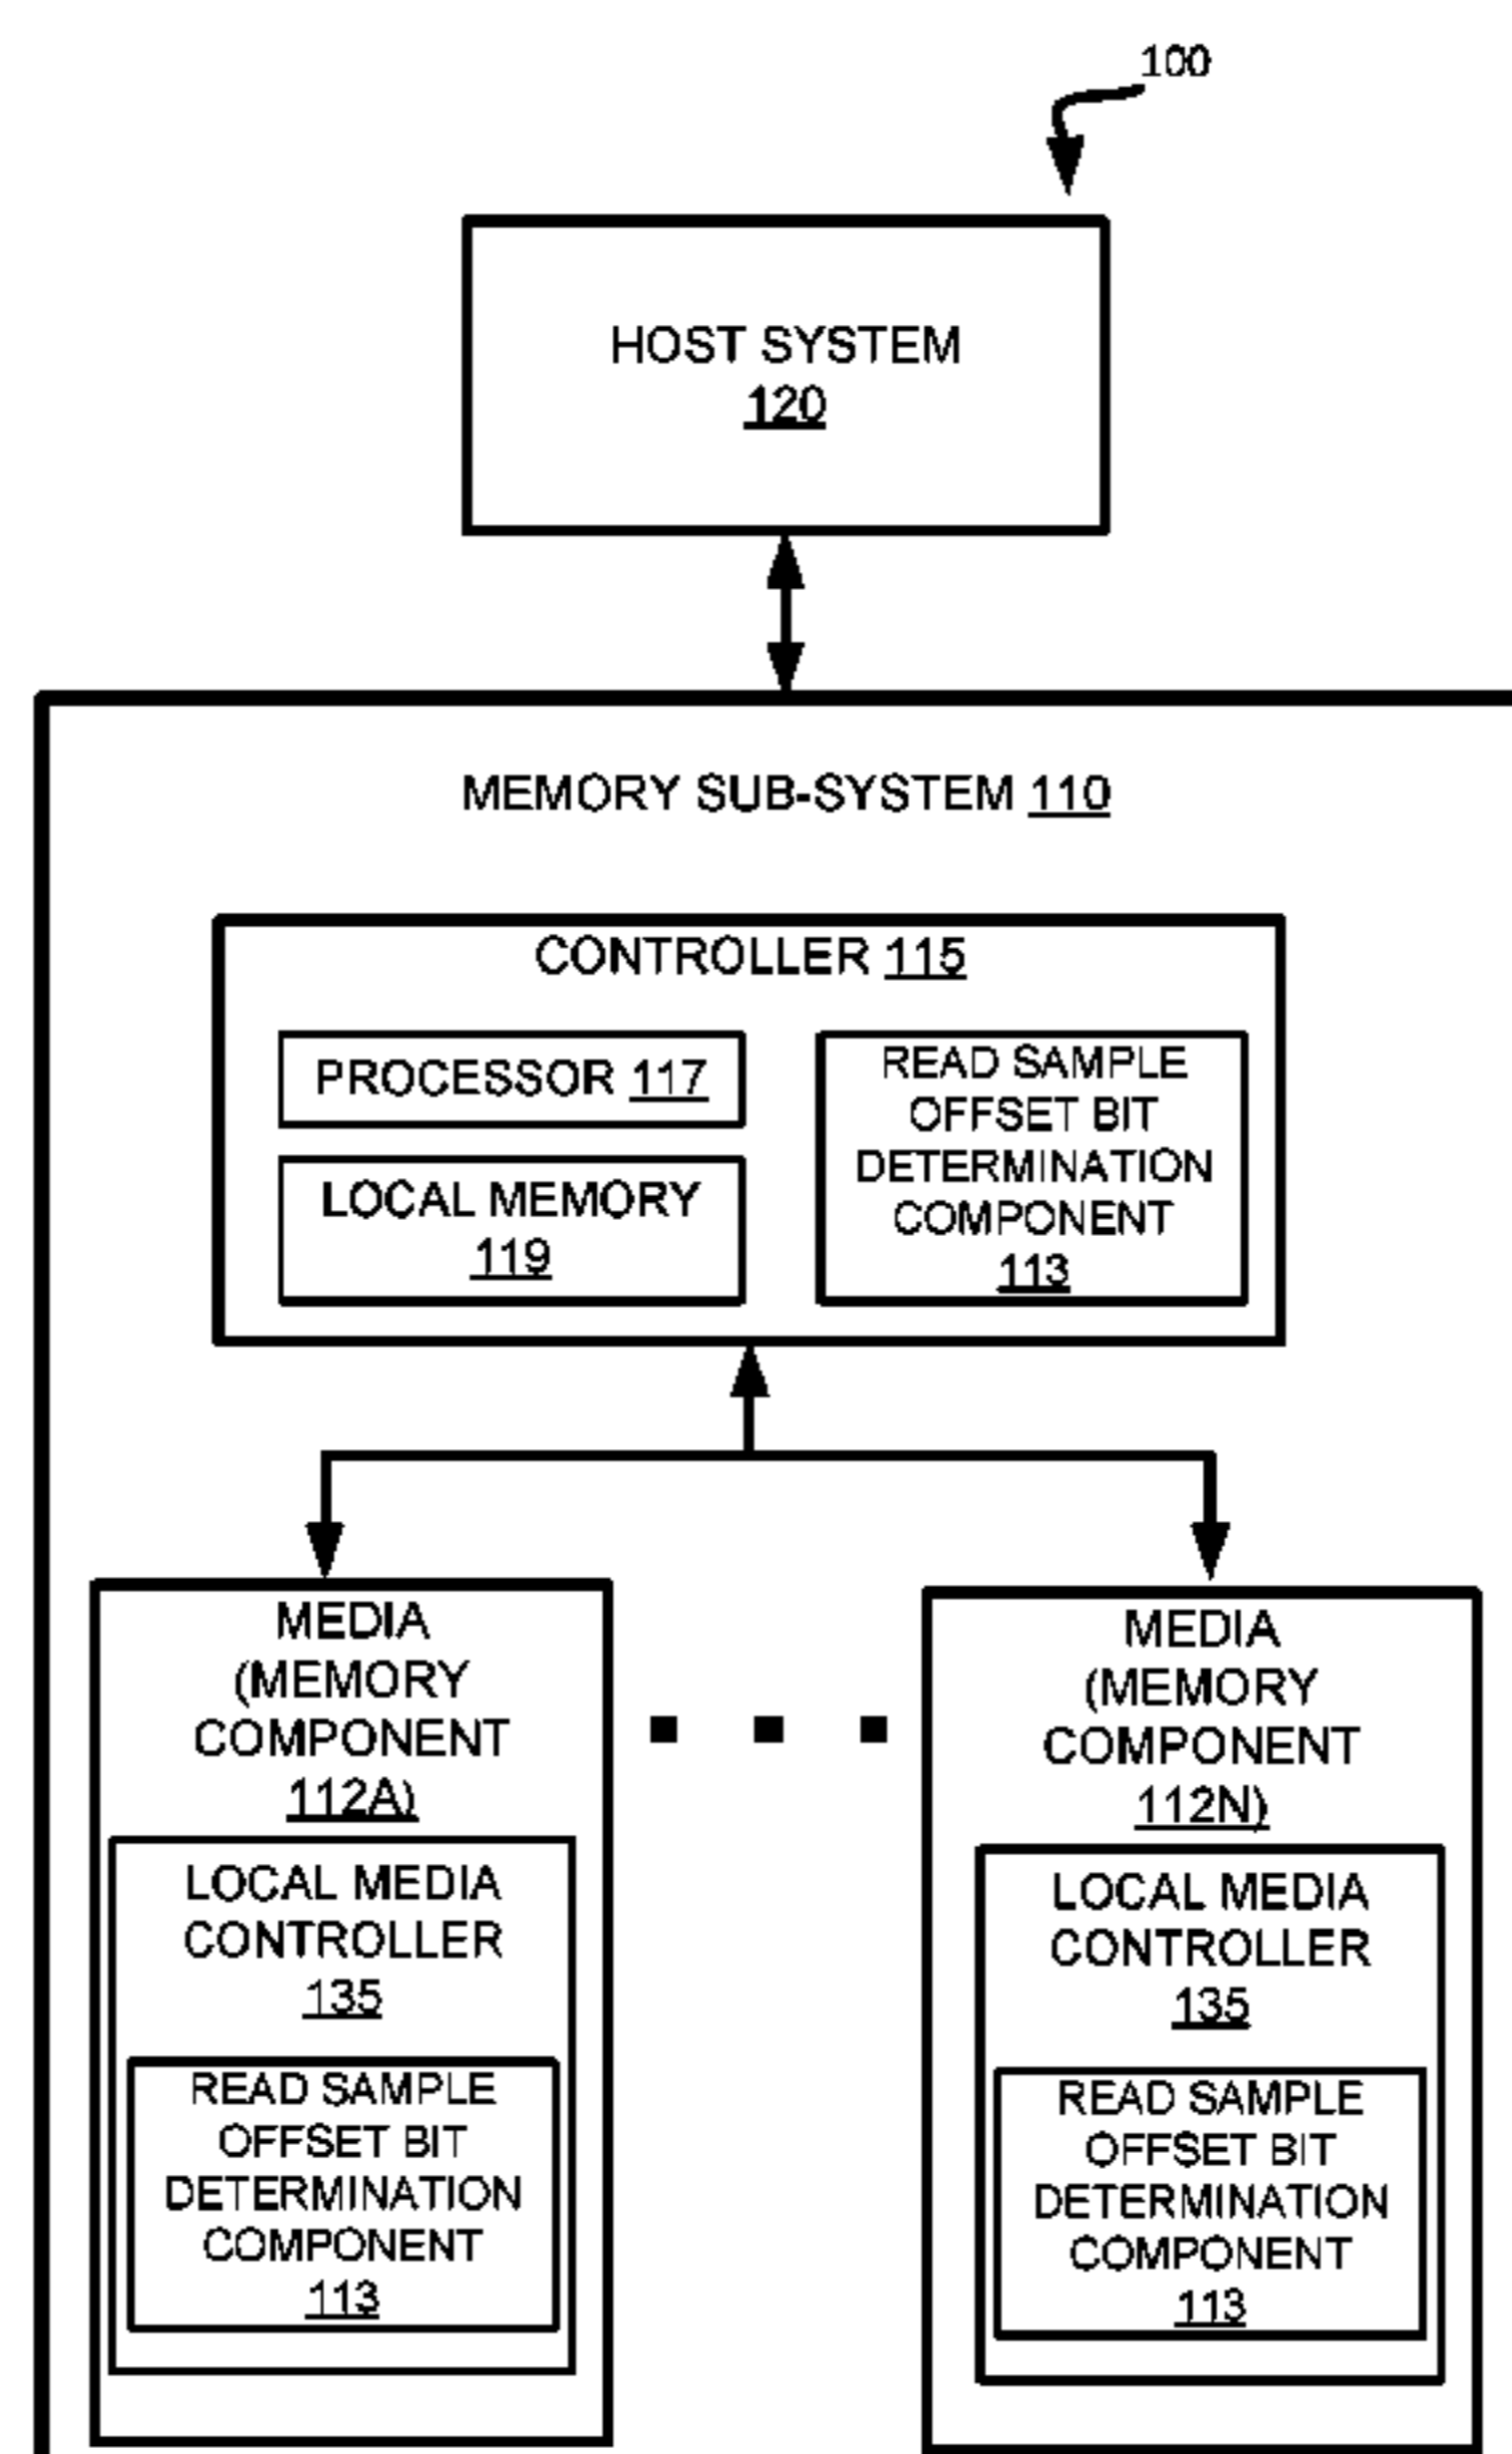 100
HOST SYSTEM
120
MEMORY SUB-SYSTEM 110
CONTROLLER 115
PROCESSOR 117
LOCAL MEMORY
119
READ SAMPLE
OFFSET BIT
DETERMINATION
COMPONENT
113
MEDIA
(MEMORY
COMPONENT
112A)
LOCAL MEDIA
CONTROLLER
135
READ SAMPLE
OFFSET BIT
DETERMINATION
COMPONENT
113
MEDIA
(MEMORY
COMPONENT
112N)
LOCAL MEDIA
CONTROLLER
135
READ SAMPLE
OFFSET BIT
DETERMINATION
COMPONENT
113